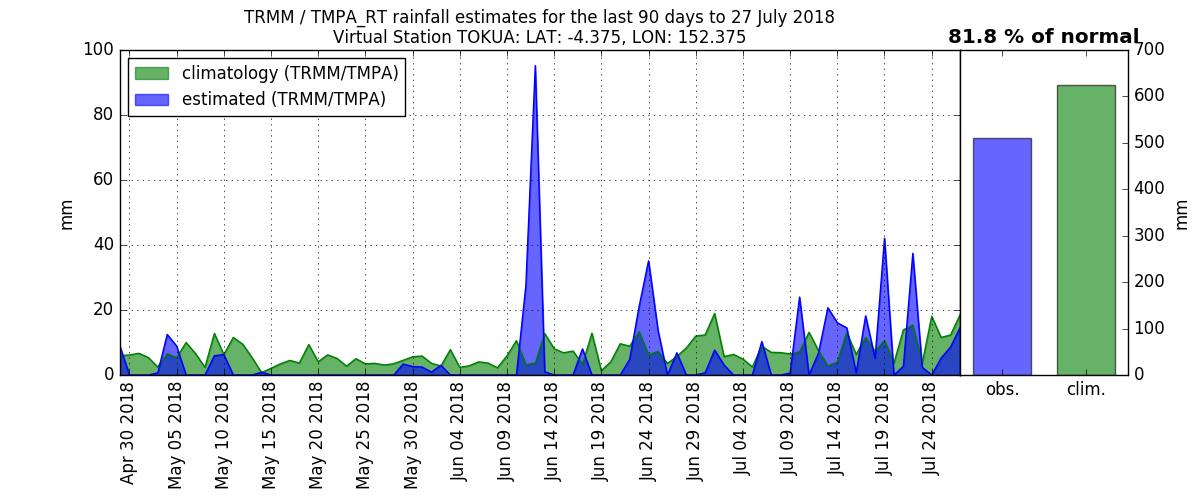 TRMM / TMPA_RT rainfall estimates for the last 90 days to 27 July 2018
Virtual Station TOKUA: LAT: -4.375, LON: 152.375
81.8 % of normal
climatology (TRMM/TMPA)
estimated (TRMM/TMPA)
mm
100
80
60
40
20
0
Apr 30 2018
May 05 2018
May 10 2018
May 15 2018
May 20 2018
May 25 2018
May 30 2018
Jun 04 2018
Jun 09 2018
Jun 14 2018
Jun 19 2018
Jun 24 2018
Jun 29 2018
Jul 04 2018
Jul 09 2018
Jul 14 2018
Jul 19 2018
Jul 24 2018
obs.
clim.
700
600
500
400
300
200
100
0
mm